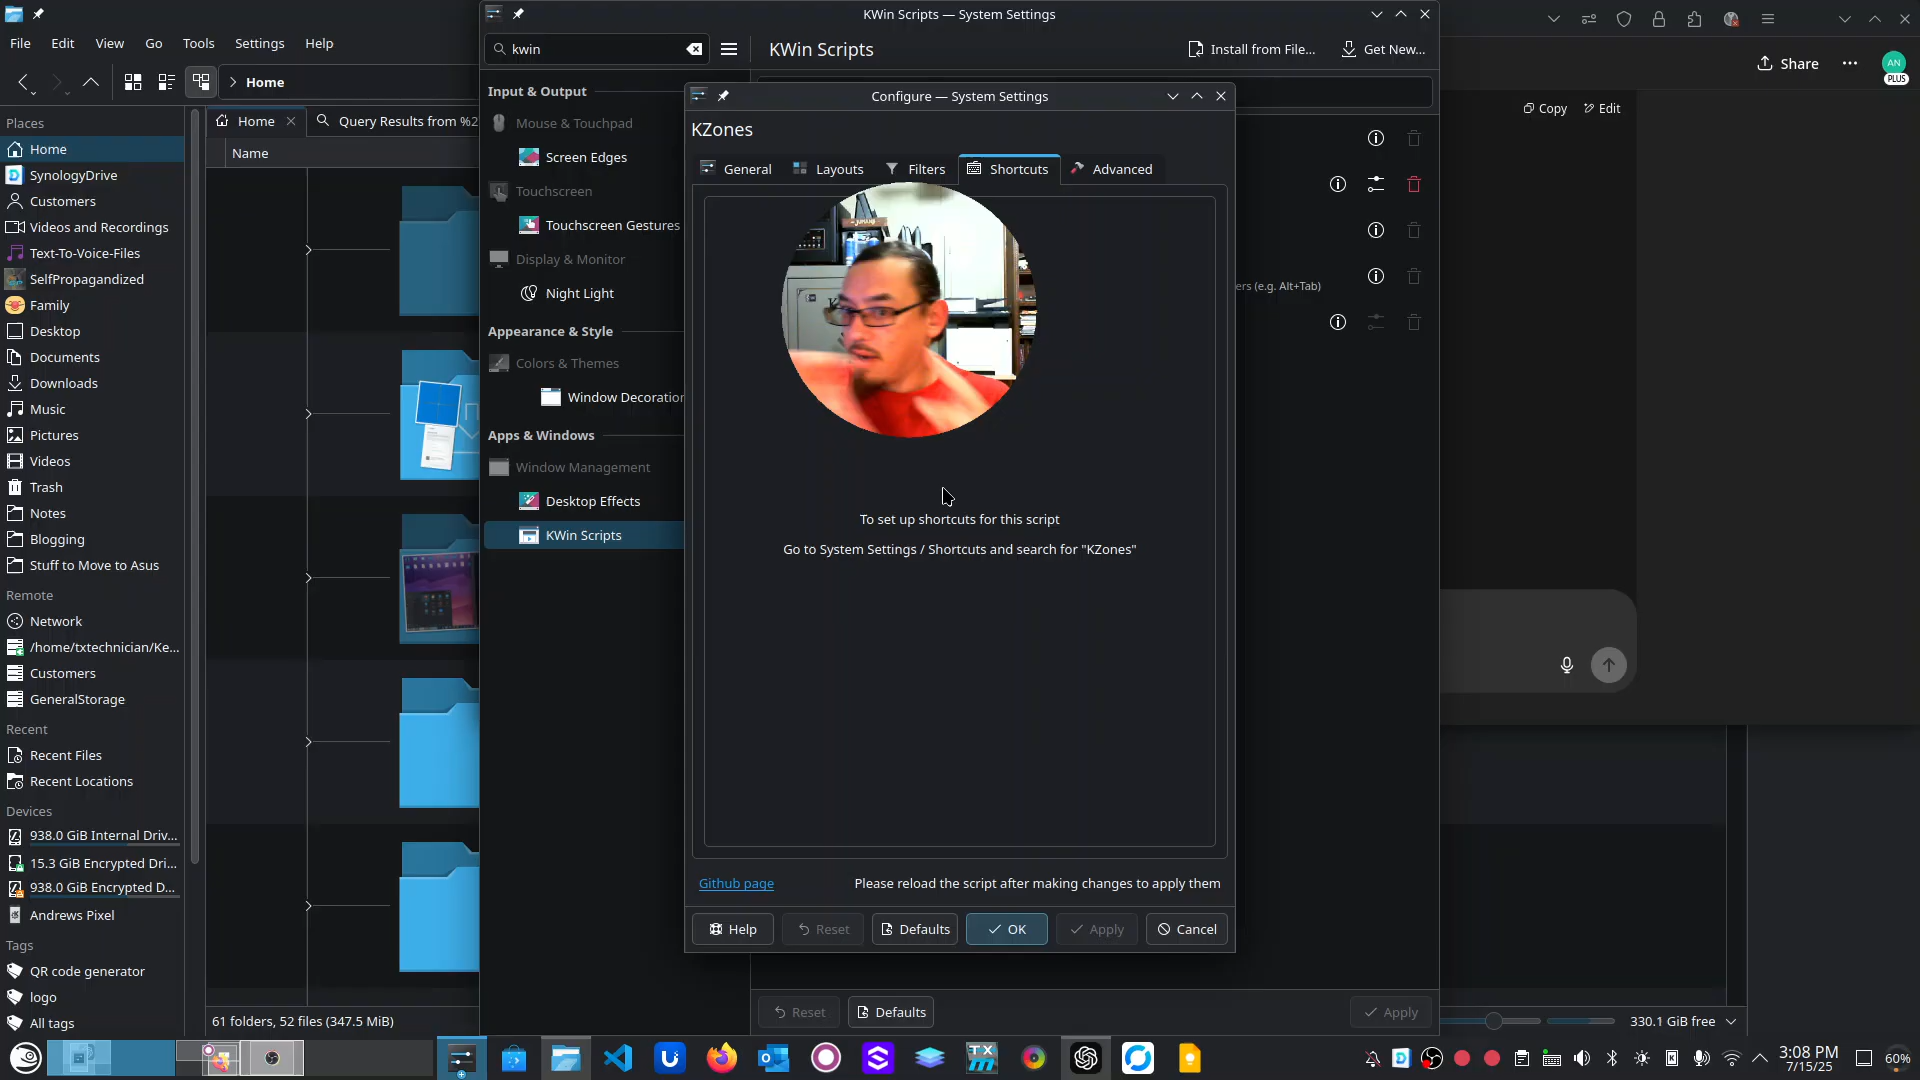 File Edit View Go Tools Settings Help
Home
Places
Home
SynologyDrive
Customers
Videos and Recordings
Text-To-Voice-Files
SelfPropagandized
Family
Desktop
Documents
Downloads
Music
Pictures
Videos
Trash
Notes
Blogging
Stuff to Move to Asus
Remote
Network
/home/txtechnician/Ke...
Customers
GeneralStorage
Recent
Recent Files
Recent Locations
Devices
938.0 GiB Internal Driv...
15.3 GiB Encrypted Dri...
938.0 GiB Encrypted D...
Andrews Pixel
Tags
QR code generator
logo
All tags
Home
Query Results from %2
Name
61 folders, 52 files (347.5 MiB)
KWin Scripts — System Settings
kwin
KWin Scripts
Install from File...
Get New...
Input & Output
Mouse & Touchpad
Screen Edges
Touchscreen
Touchscreen Gestures
Display & Monitor
Night Light
Appearance & Style
Colors & Themes
Window Decoration
Apps & Windows
Window Management
Desktop Effects
KWin Scripts
Configure — System Settings
KZones
General Layouts Filters Shortcuts Advanced
To set up shortcuts for this script
Go to System Settings / Shortcuts and search for "KZones"
Github page
Please reload the script after making changes to apply them
Help Reset Defaults OK Apply Cancel
ers (e.g. Alt+Tab)
Reset Defaults Apply
Share
AN
PLUS
Copy Edit
330.1 GiB free
TX
3:08 PM
7/15/25
60%